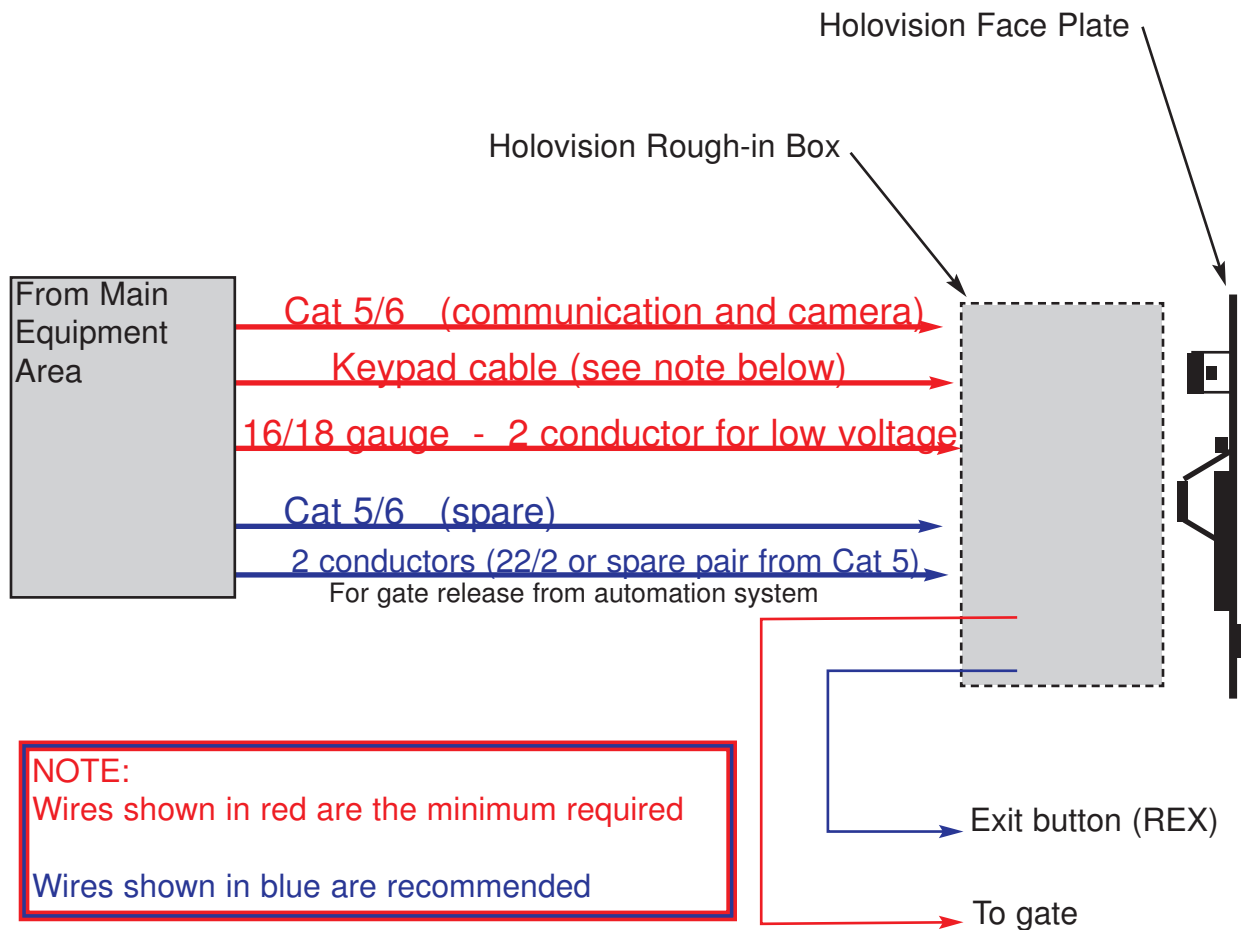 Holovision Face Plate
Holovision Rough-in Box
From Main
Equipment
Area
Cat 5/6 (communication and camera)
Keypad cable (see note below)
16/18 gauge - 2 conductor for low voltage
Cat 5/6 (spare)
2 conductors (22/2 or spare pair from Cat 5)
For gate release from automation system
NOTE:
Wires shown in red are the minimum required
Wires shown in blue are recommended
Exit button (REX)
To gate